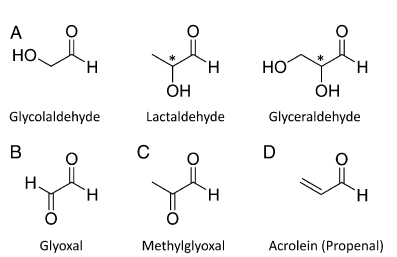 A
O
HO
H
Glycolaldehyde
O
*
H
OH
Lactaldehyde
O
*
HO
H
OH
Glyceraldehyde
B
O
H
H
O
Glyoxal
C
O
H
O
Methylglyoxal
D
O
H
Acrolein (Propenal)